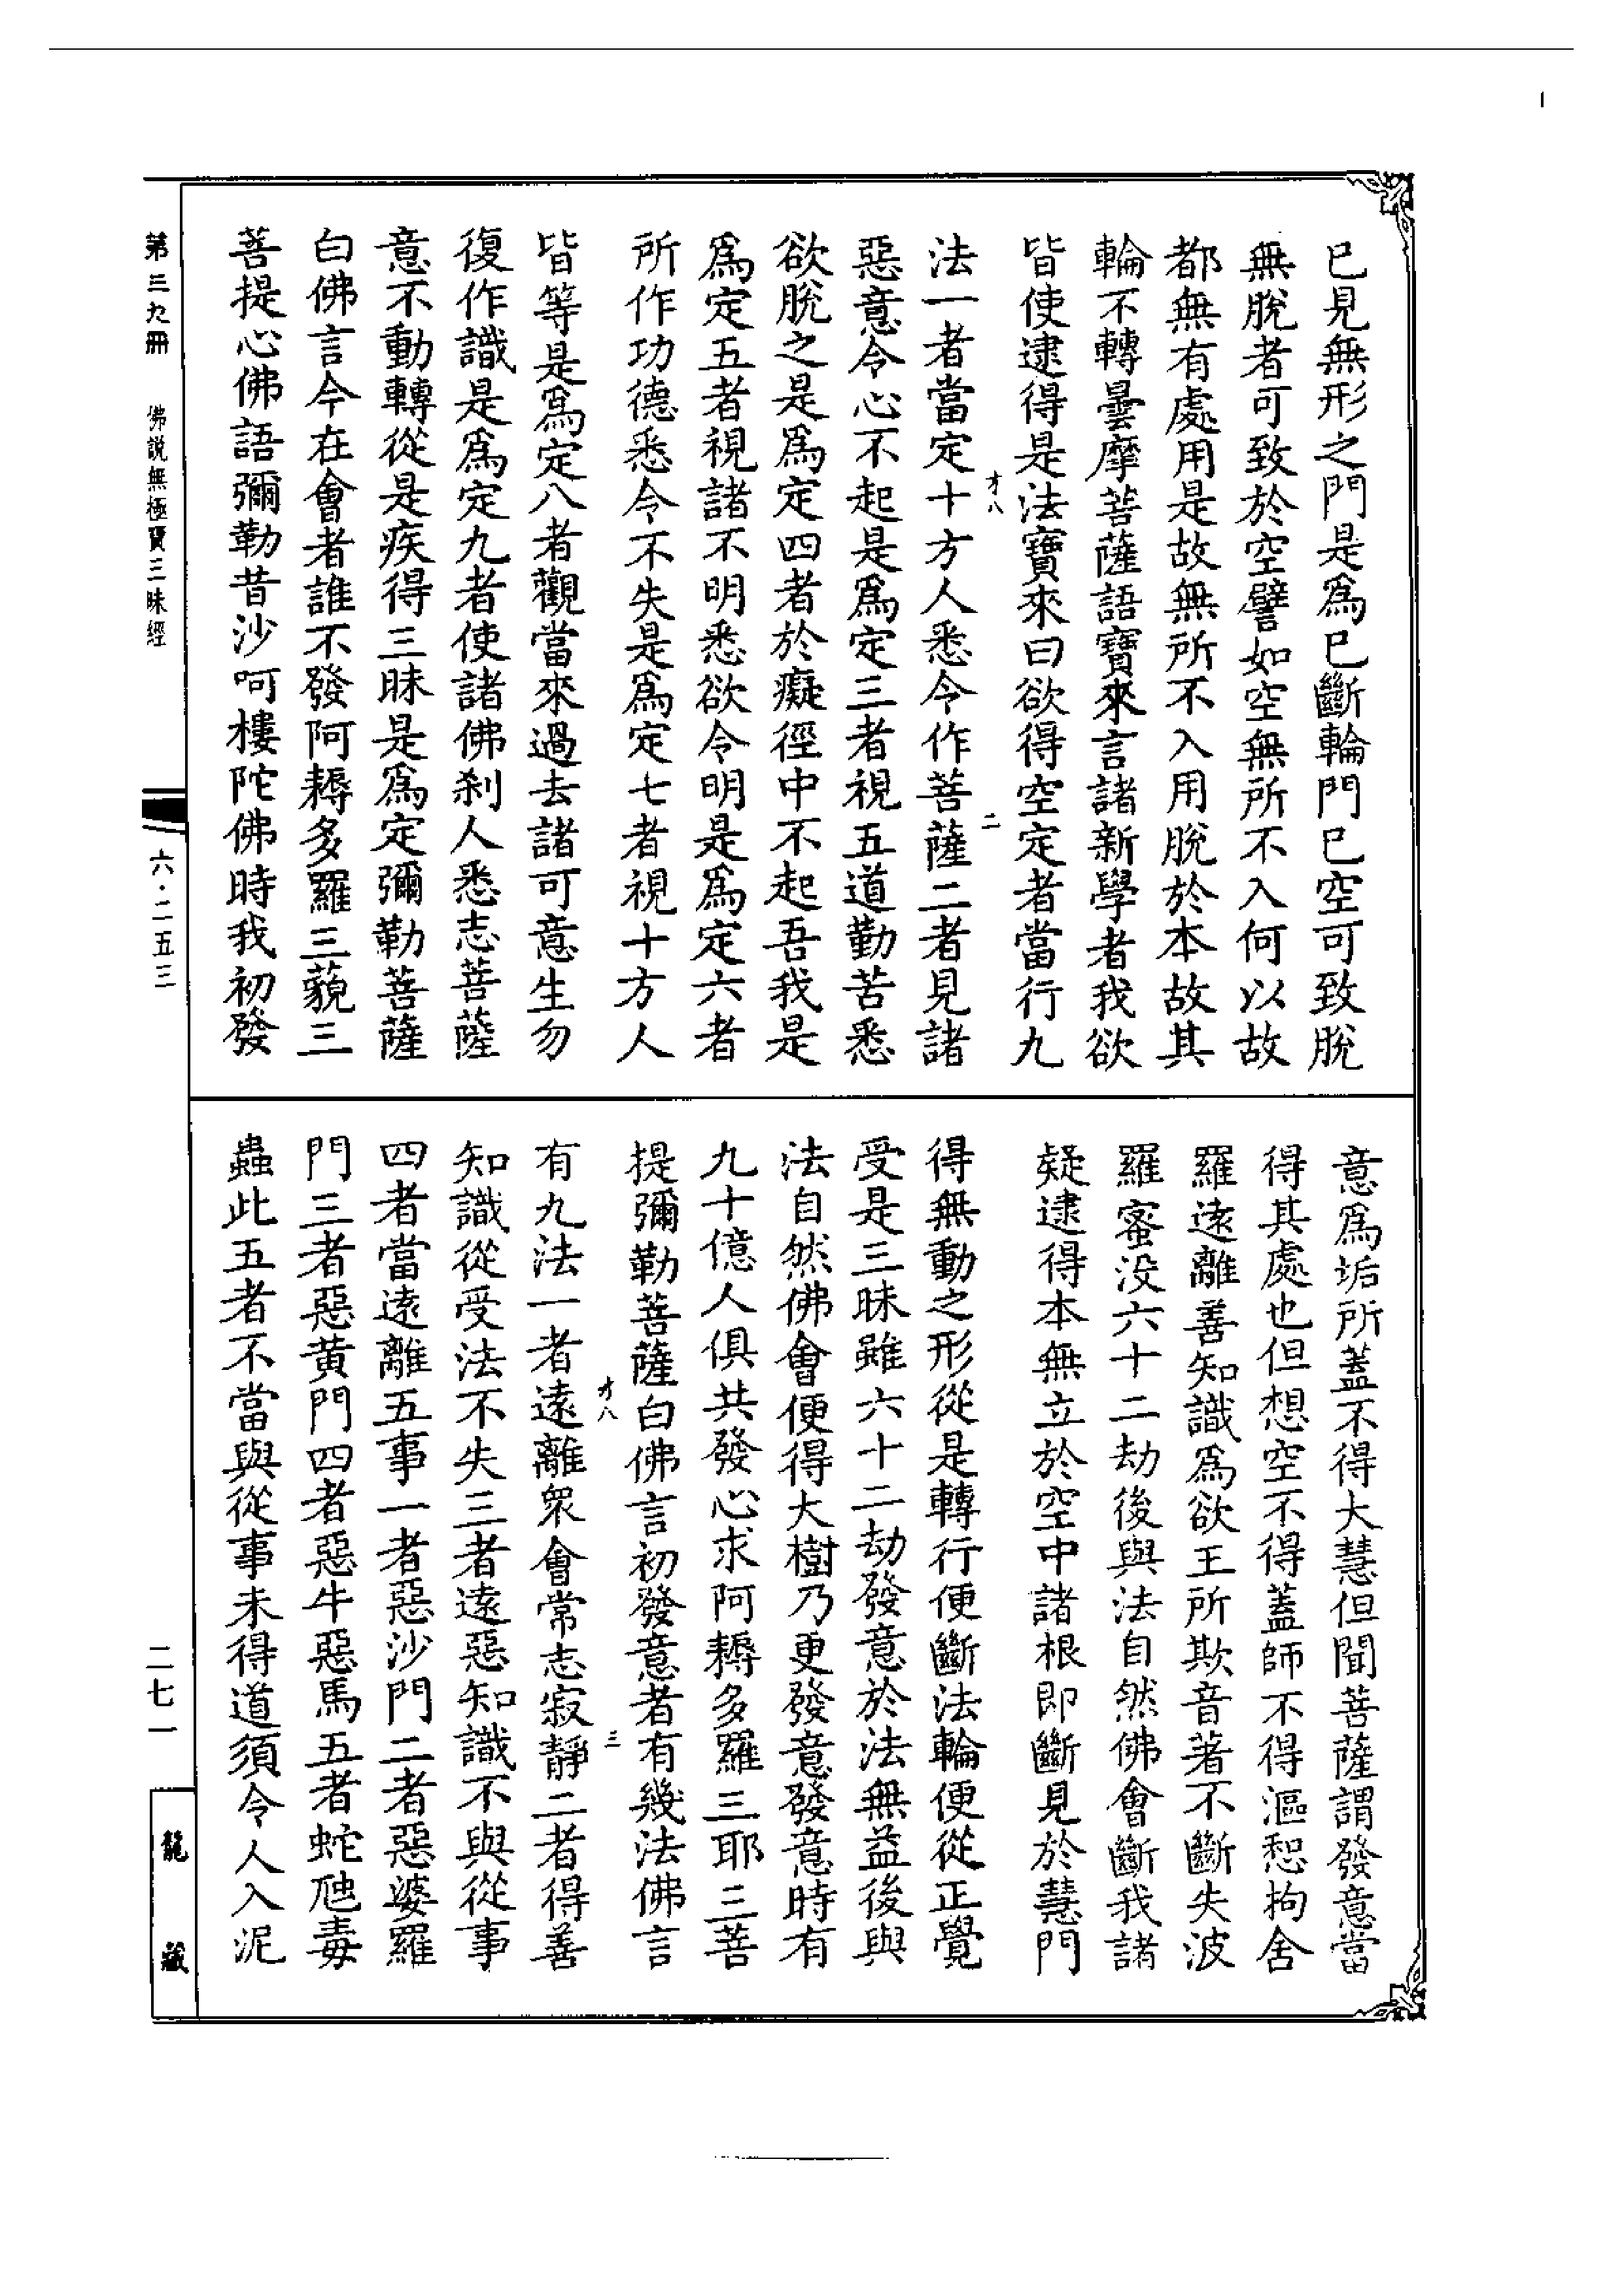 已見無形之門是爲已斷輪門已空可致脫
無脫者可致於空譬如空無所不入何以故
都無有處用是故無所不入用脫於本故其
輪不轉曇摩菩薩語寶來言諸新學者我欲
皆使逮得是法寶來曰欲得空定者當行九
法一者當定十方人悉令作菩薩二者見諸
惡意令心不起是爲定三者視五道勤苦悉
欲脫之是爲定四者於癡徑中不起吾我是
爲定五者視諸不明悉欲令明是爲定六者
所作功德悉令不失是爲定七者視十方人
皆等是爲定八者觀當來過去諸可意生勿
復作識是爲定九者使諸佛剎人悉志菩薩
意不動轉從是疾得三昧是爲定彌勒菩薩
白佛言今在會者誰不發阿耨多羅三藐三
菩提心佛語彌勒昔沙呵樓陀佛時我初發
意爲垢所蓋不得大慧但聞菩薩謂發意當
得其處也但想空不得蓋師不得漚惒拘舍
羅遠離善知識爲欲王所欺音著不斷失波
羅蜜没六十二劫後與法自然佛會斷我諸
疑逮得本無立於空中諸根即斷見於慧門
得無動之形從是轉行便斷法輪便從正覺
受是三昧雖六十二劫發意於法無益後與
法自然佛會便得大樹乃更發意發意時有
九十億人俱共發心求阿耨多羅三耶三菩
提彌勒菩薩白佛言初發意者有幾法佛言
有九法一者遠離衆會常志寂靜二者得善
知識從受法不失三者遠惡知識不與從事
四者當遠離五事一者惡沙門二者惡婆羅
門三者惡黄門四者惡牛惡馬五者蛇虺毒
蟲此五者不當與從事未得道須令人入泥
才八
二
才八
三
第三九冊
佛説無極寶三昧經
六·二五三
二七一
龍藏